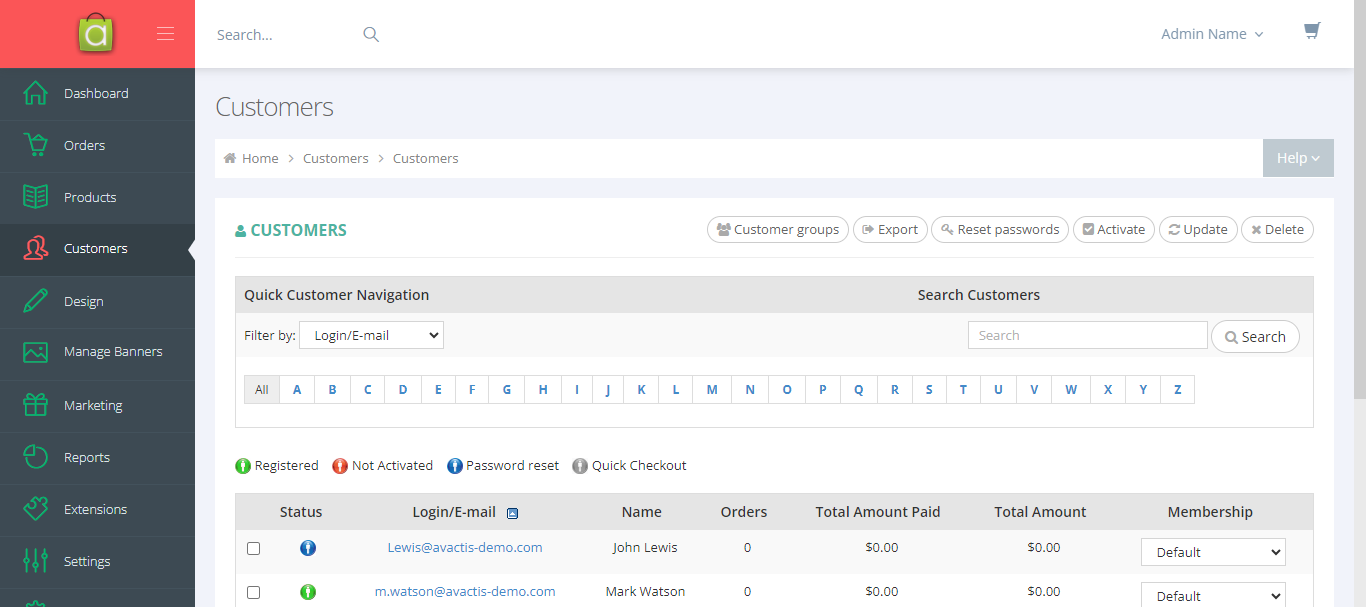 a
Search...
Admin Name
Dashboard
Orders
Products
Customers
Design
Manage Banners
Marketing
Reports
Extensions
Settings
Customers
Home > Customers > Customers
Help
CUSTOMERS
Customer groups
Export
Reset passwords
Activate
Update
Delete
Quick Customer Navigation
Search Customers
Filter by: Login/E-mail
Search
Search
All A B C D E F G H I J K L M N O P Q R S T U V W X Y Z
Registered Not Activated Password reset Quick Checkout
Status Login/E-mail Name Orders Total Amount Paid Total Amount Membership
Lewis@avactis-demo.com John Lewis 0 $0.00 $0.00 Default
m.watson@avactis-demo.com Mark Watson 0 $0.00 $0.00 Default